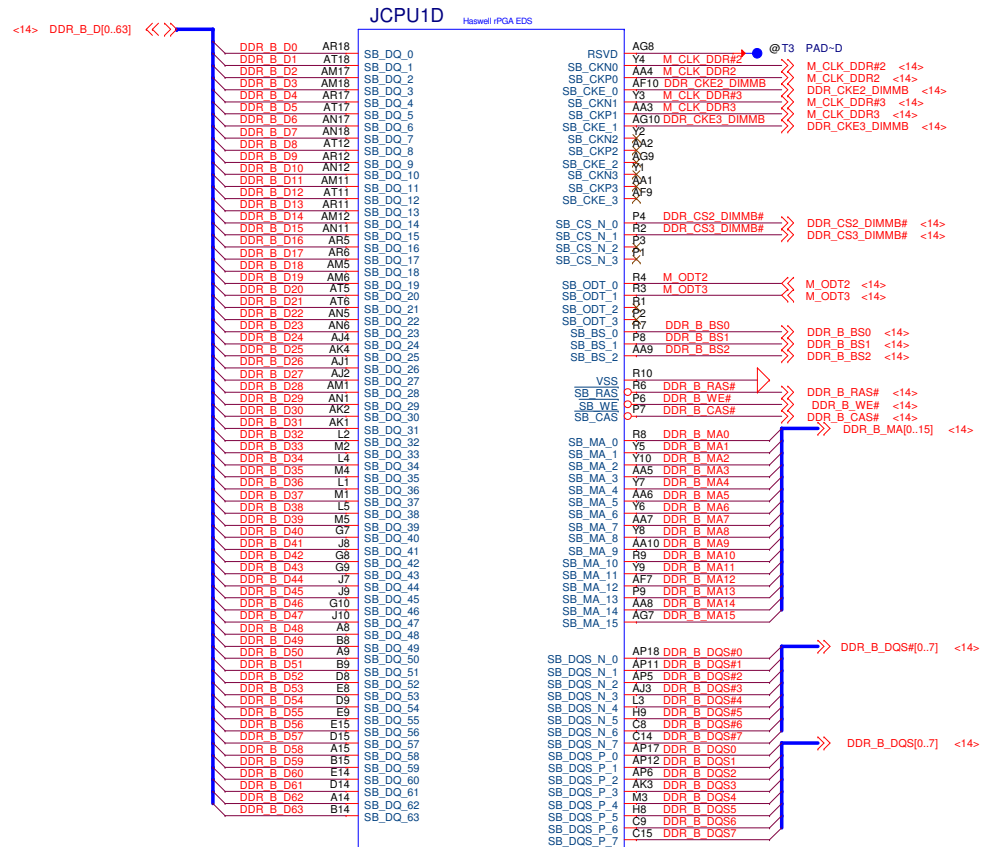 JCPU1D
Haswell rPGA EDS
<14> DDR_B_D[0..63]
DDR_B_D0 AR18 SB_DQ_0
DDR_B_D1 AT18 SB_DQ_1
DDR_B_D2 AM17 SB_DQ_2
DDR_B_D3 AM18 SB_DQ_3
DDR_B_D4 AR17 SB_DQ_4
DDR_B_D5 AT17 SB_DQ_5
DDR_B_D6 AN17 SB_DQ_6
DDR_B_D7 AN18 SB_DQ_7
DDR_B_D8 AT12 SB_DQ_8
DDR_B_D9 AR12 SB_DQ_9
DDR_B_D10 AN12 SB_DQ_10
DDR_B_D11 AM11 SB_DQ_11
DDR_B_D12 AT11 SB_DQ_12
DDR_B_D13 AR11 SB_DQ_13
DDR_B_D14 AM12 SB_DQ_14
DDR_B_D15 AN11 SB_DQ_15
DDR_B_D16 AR5 SB_DQ_16
DDR_B_D17 AR6 SB_DQ_17
DDR_B_D18 AM5 SB_DQ_18
DDR_B_D19 AM6 SB_DQ_19
DDR_B_D20 AT5 SB_DQ_20
DDR_B_D21 AT6 SB_DQ_21
DDR_B_D22 AN5 SB_DQ_22
DDR_B_D23 AN6 SB_DQ_23
DDR_B_D24 AJ4 SB_DQ_24
DDR_B_D25 AK4 SB_DQ_25
DDR_B_D26 AJ1 SB_DQ_26
DDR_B_D27 AJ2 SB_DQ_27
DDR_B_D28 AM1 SB_DQ_28
DDR_B_D29 AN1 SB_DQ_29
DDR_B_D30 AK2 SB_DQ_30
DDR_B_D31 AK1 SB_DQ_31
DDR_B_D32 L2 SB_DQ_32
DDR_B_D33 M2 SB_DQ_33
DDR_B_D34 L4 SB_DQ_34
DDR_B_D35 M4 SB_DQ_35
DDR_B_D36 L1 SB_DQ_36
DDR_B_D37 M1 SB_DQ_37
DDR_B_D38 L5 SB_DQ_38
DDR_B_D39 M5 SB_DQ_39
DDR_B_D40 G7 SB_DQ_40
DDR_B_D41 J8 SB_DQ_41
DDR_B_D42 G8 SB_DQ_42
DDR_B_D43 G9 SB_DQ_43
DDR_B_D44 J7 SB_DQ_44
DDR_B_D45 J9 SB_DQ_45
DDR_B_D46 G10 SB_DQ_46
DDR_B_D47 J10 SB_DQ_47
DDR_B_D48 A8 SB_DQ_48
DDR_B_D49 B8 SB_DQ_49
DDR_B_D50 A9 SB_DQ_50
DDR_B_D51 B9 SB_DQ_51
DDR_B_D52 D8 SB_DQ_52
DDR_B_D53 E8 SB_DQ_53
DDR_B_D54 D9 SB_DQ_54
DDR_B_D55 E9 SB_DQ_55
DDR_B_D56 E15 SB_DQ_56
DDR_B_D57 D15 SB_DQ_57
DDR_B_D58 A15 SB_DQ_58
DDR_B_D59 B15 SB_DQ_59
DDR_B_D60 E14 SB_DQ_60
DDR_B_D61 D14 SB_DQ_61
DDR_B_D62 A14 SB_DQ_62
DDR_B_D63 B14 SB_DQ_63
RSVD AG8 @T3 PAD~D
SB_CKN0 Y4 M_CLK_DDR#2 M_CLK_DDR#2 <14>
SB_CKP0 AA4 M_CLK_DDR2 M_CLK_DDR2 <14>
SB_CKE_0 AF10 DDR_CKE2_DIMMB DDR_CKE2_DIMMB <14>
SB_CKN1 Y3 M_CLK_DDR#3 M_CLK_DDR#3 <14>
SB_CKP1 AA3 M_CLK_DDR3 M_CLK_DDR3 <14>
SB_CKE_1 AG10 DDR_CKE3_DIMMB DDR_CKE3_DIMMB <14>
SB_CKN2 Y2
SB_CKP2 AA2
SB_CKE_2 AG9
SB_CKN3 Y1
SB_CKP3 AA1
SB_CKE_3 AF9
SB_CS_N_0 P4 DDR_CS2_DIMMB# DDR_CS2_DIMMB# <14>
SB_CS_N_1 R2 DDR_CS3_DIMMB# DDR_CS3_DIMMB# <14>
SB_CS_N_2 P3
SB_CS_N_3 P1
SB_ODT_0 R4 M_ODT2 M_ODT2 <14>
SB_ODT_1 R3 M_ODT3 M_ODT3 <14>
SB_ODT_2 R1
SB_ODT_3 P2
SB_BS_0 R7 DDR_B_BS0 DDR_B_BS0 <14>
SB_BS_1 P8 DDR_B_BS1 DDR_B_BS1 <14>
SB_BS_2 AA9 DDR_B_BS2 DDR_B_BS2 <14>
VSS R10
SB_RAS R6 DDR_B_RAS# DDR_B_RAS# <14>
SB_WE P6 DDR_B_WE# DDR_B_WE# <14>
SB_CAS P7 DDR_B_CAS# DDR_B_CAS# <14>
DDR_B_MA[0..15] <14>
SB_MA_0 R8 DDR_B_MA0
SB_MA_1 Y5 DDR_B_MA1
SB_MA_2 Y10 DDR_B_MA2
SB_MA_3 AA5 DDR_B_MA3
SB_MA_4 Y7 DDR_B_MA4
SB_MA_5 AA6 DDR_B_MA5
SB_MA_6 Y6 DDR_B_MA6
SB_MA_7 AA7 DDR_B_MA7
SB_MA_8 Y8 DDR_B_MA8
SB_MA_9 AA10 DDR_B_MA9
SB_MA_10 R9 DDR_B_MA10
SB_MA_11 Y9 DDR_B_MA11
SB_MA_12 AF7 DDR_B_MA12
SB_MA_13 P9 DDR_B_MA13
SB_MA_14 AA8 DDR_B_MA14
SB_MA_15 AG7 DDR_B_MA15
DDR_B_DQS#[0..7] <14>
SB_DQS_N_0 AP18 DDR_B_DQS#0
SB_DQS_N_1 AP11 DDR_B_DQS#1
SB_DQS_N_2 AP5 DDR_B_DQS#2
SB_DQS_N_3 AJ3 DDR_B_DQS#3
SB_DQS_N_4 L3 DDR_B_DQS#4
SB_DQS_N_5 H9 DDR_B_DQS#5
SB_DQS_N_6 C8 DDR_B_DQS#6
SB_DQS_N_7 C14 DDR_B_DQS#7
DDR_B_DQS[0..7] <14>
SB_DQS_P_0 AP17 DDR_B_DQS0
SB_DQS_P_1 AP12 DDR_B_DQS1
SB_DQS_P_2 AP6 DDR_B_DQS2
SB_DQS_P_3 AK3 DDR_B_DQS3
SB_DQS_P_4 M3 DDR_B_DQS4
SB_DQS_P_5 H8 DDR_B_DQS5
SB_DQS_P_6 C9 DDR_B_DQS6
SB_DQS_P_7 C15 DDR_B_DQS7